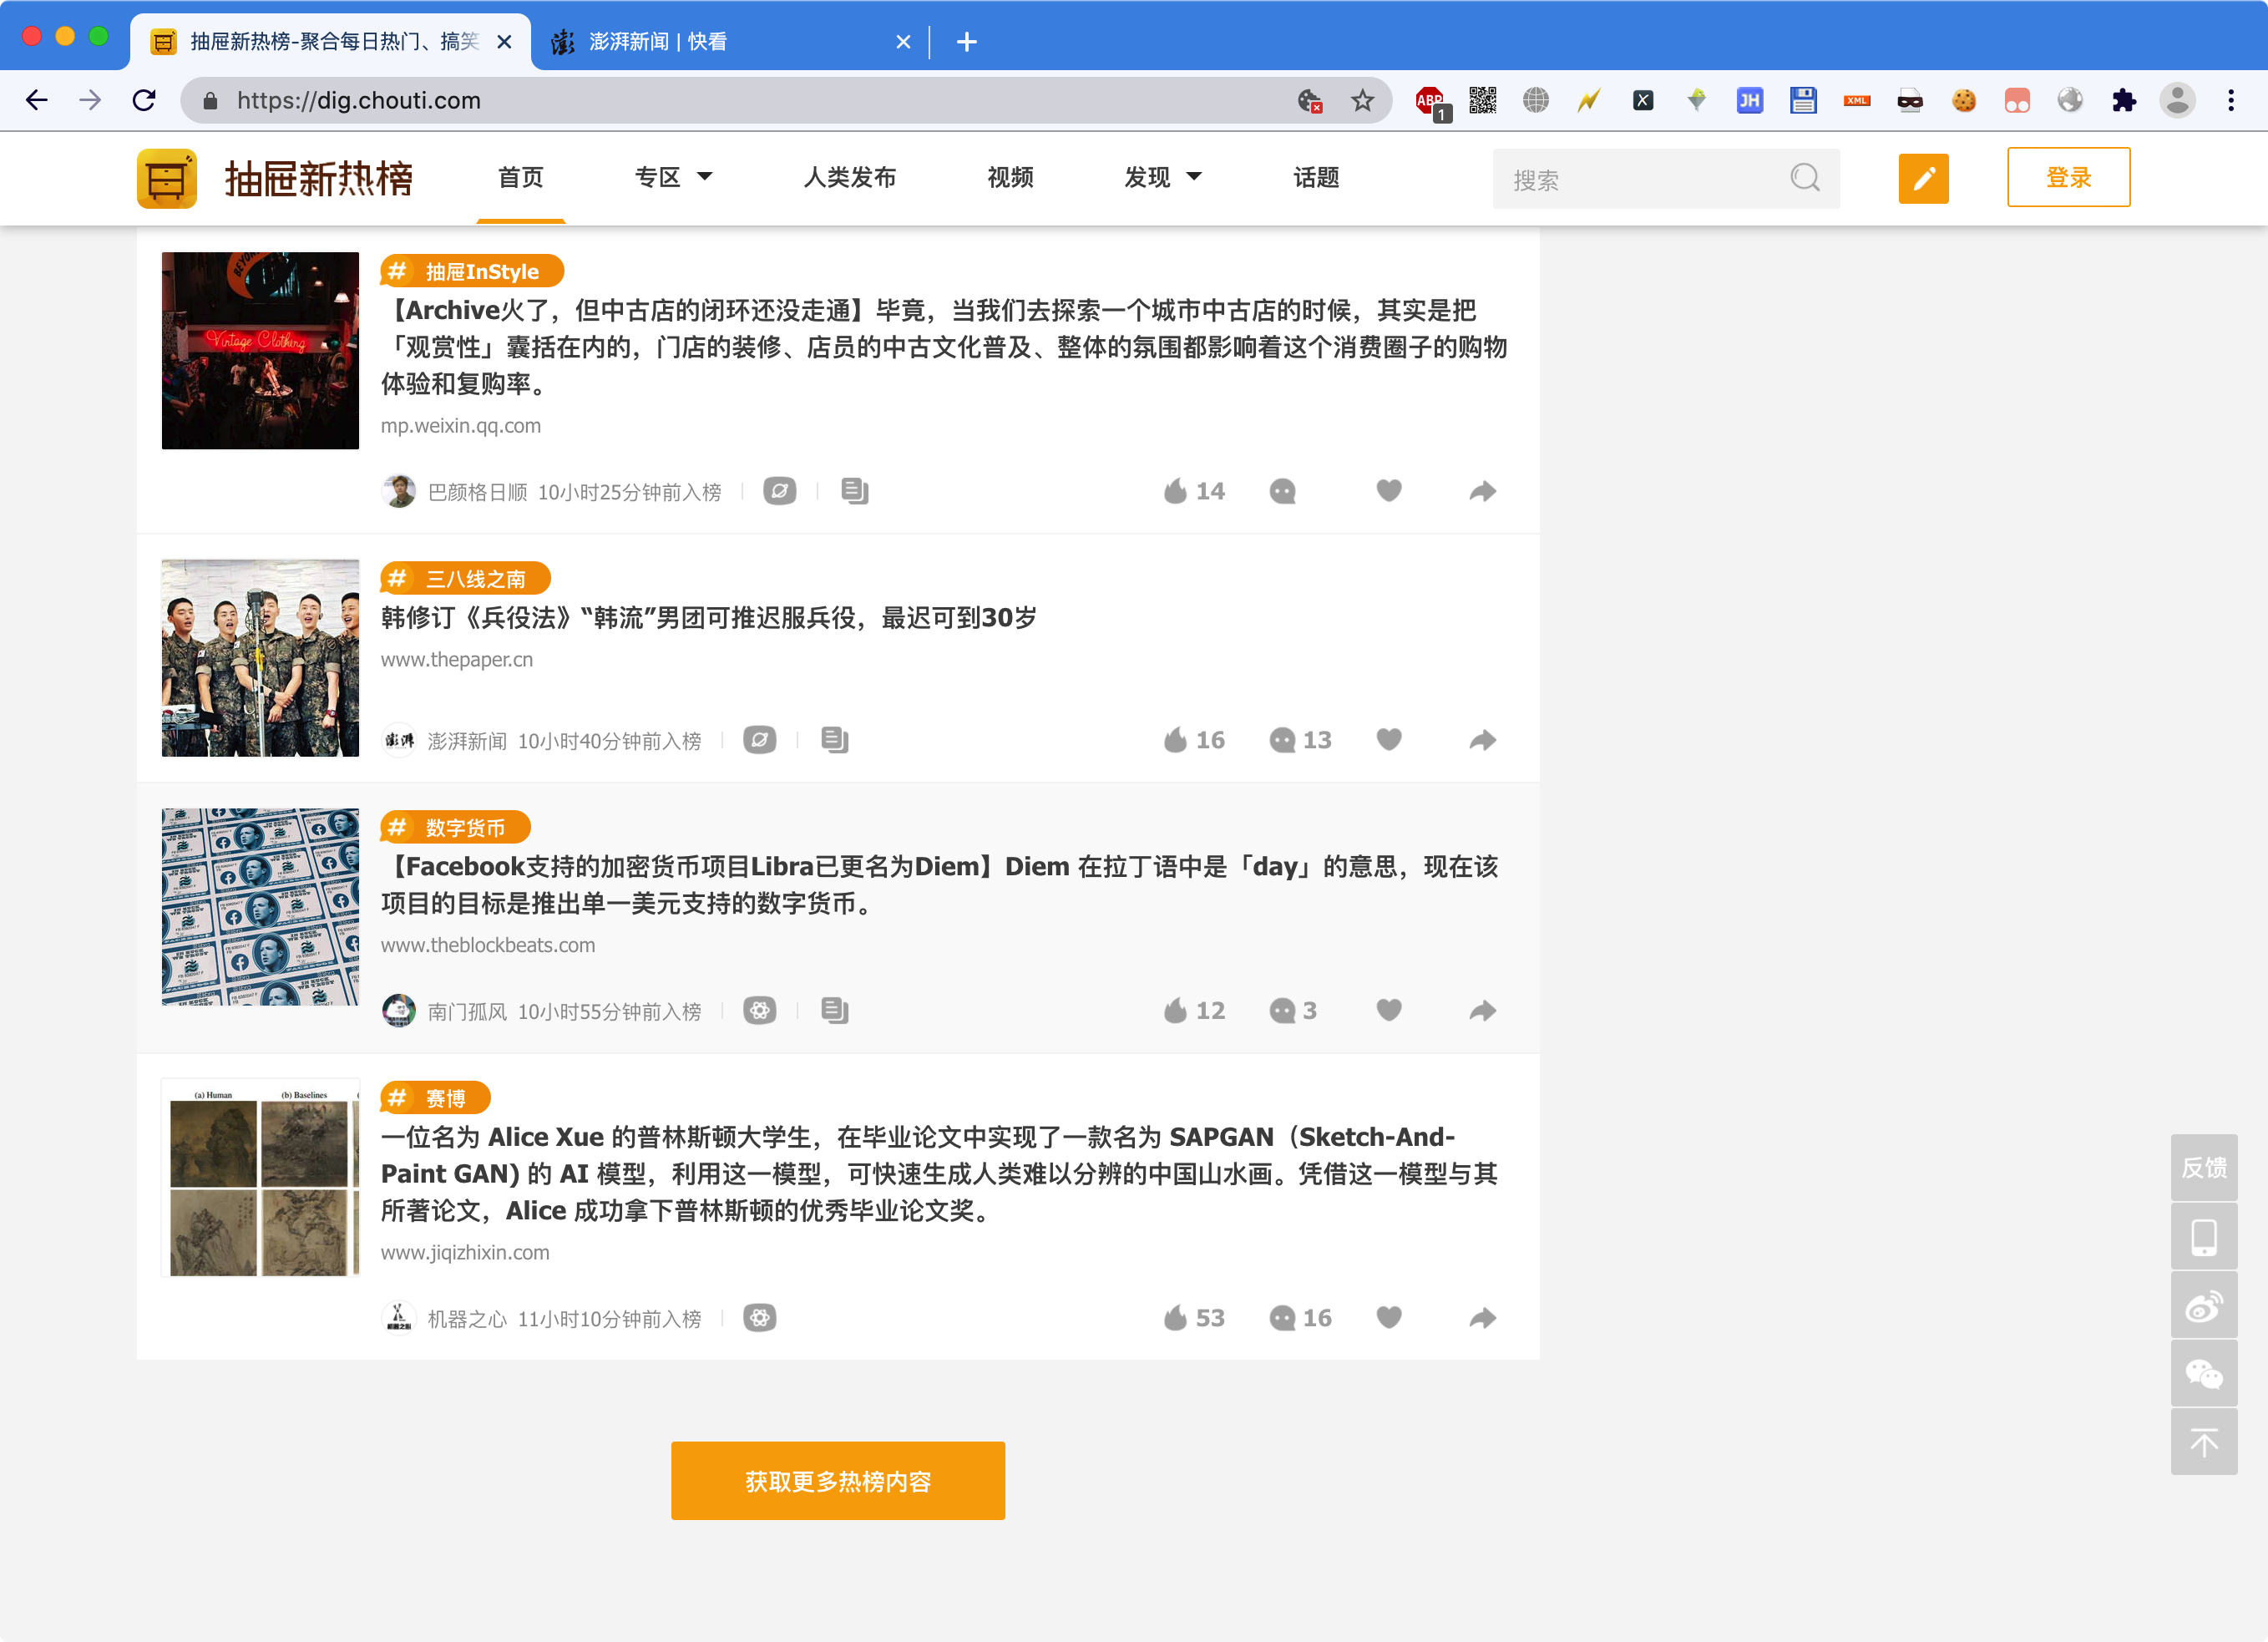 抽屉新热榜-聚合每日热门、搞笑
澎湃新闻 | 快看
https://dig.chouti.com
ABP
1
JH
XML
抽屉新热榜
首页
专区
人类发布
视频
发现
话题
搜索
登录
# 抽屉InStyle
【Archive火了，但中古店的闭环还没走通】毕竟，当我们去探索一个城市中古店的时候，其实是把
「观赏性」囊括在内的，门店的装修、店员的中古文化普及、整体的氛围都影响着这个消费圈子的购物
体验和复购率。
mp.weixin.qq.com
Vintage Clothing
巴颜格日顺 10小时25分钟前入榜
14
# 三八线之南
韩修订《兵役法》“韩流”男团可推迟服兵役，最迟可到30岁
www.thepaper.cn
澎湃
澎湃新闻 10小时40分钟前入榜
16
13
# 数字货币
【Facebook支持的加密货币项目Libra已更名为Diem】Diem 在拉丁语中是「day」的意思，现在该
项目的目标是推出单一美元支持的数字货币。
www.theblockbeats.com
南门孤风 10小时55分钟前入榜
12
3
(a) Human
(b) Baselines
# 赛博
一位名为 Alice Xue 的普林斯顿大学生，在毕业论文中实现了一款名为 SAPGAN（Sketch-And-
Paint GAN) 的 AI 模型，利用这一模型，可快速生成人类难以分辨的中国山水画。凭借这一模型与其
所著论文，Alice 成功拿下普林斯顿的优秀毕业论文奖。
www.jiqizhixin.com
机器之心
机器之心 11小时10分钟前入榜
53
16
反馈
获取更多热榜内容